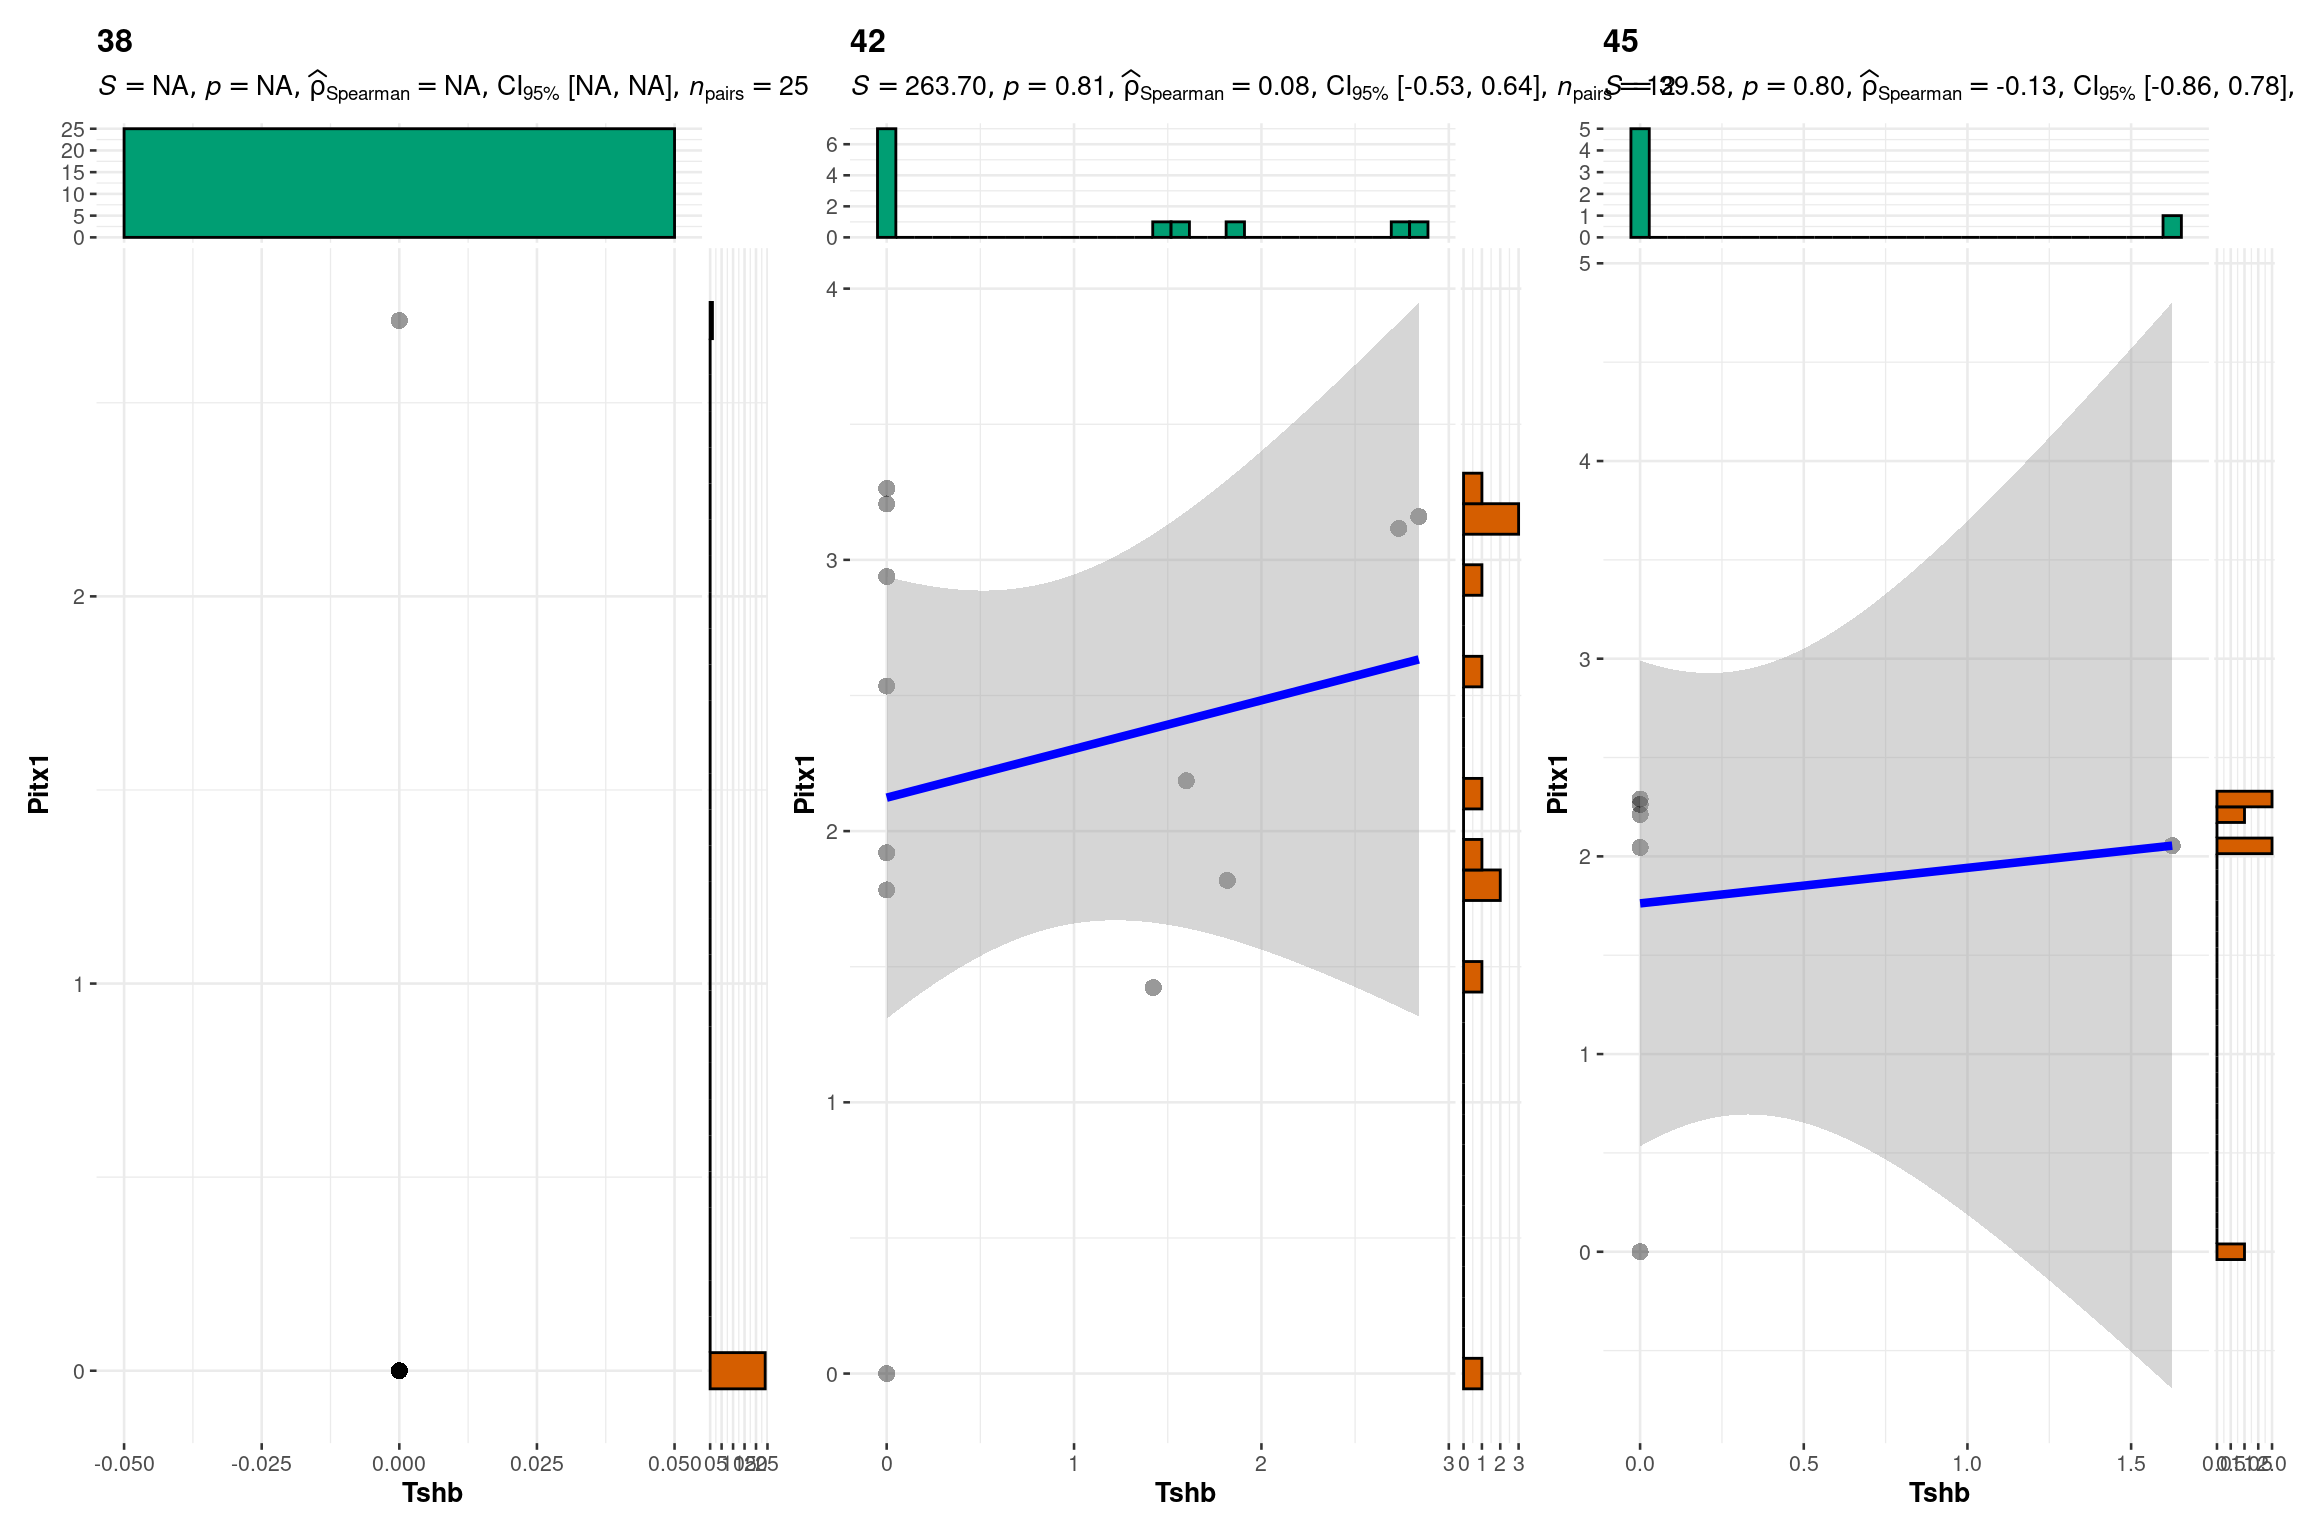 38 42 45
S = NA, p = NA, ρ̂Spearman = NA, CI95% [NA, NA], npairs = 25
S = 263.70, p = 0.81, ρ̂Spearman = 0.08, CI95% [-0.53, 0.64], npairs = 12
S = 39.58, p = 0.80, ρ̂Spearman = -0.13, CI95% [-0.86, 0.78],
25
20
15
10
5
0
2
1
0
Pitx1
-0.050 -0.025 0.000 0.025 0.050
Tshb
6
4
2
0
4
3
2
1
0
Pitx1
0 1 2 3 0 1 2 3
Tshb
5
4
3
2
1
0
5
4
3
2
1
0
Pitx1
0.0 0.5 1.0 1.5
Tshb